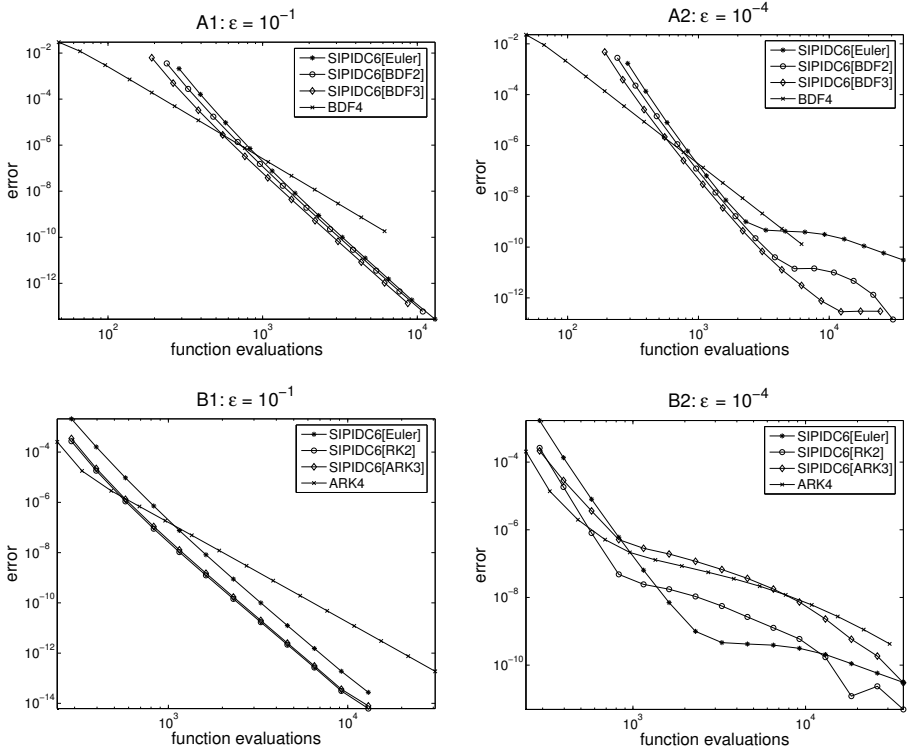 A1: ε = 10⁻¹
error
10⁻²
10⁻⁴
10⁻⁶
10⁻⁸
10⁻¹⁰
10⁻¹²
SIPIDC6[Euler]
SIPIDC6[BDF2]
SIPIDC6[BDF3]
BDF4
10² 10³ 10⁴
function evaluations
A2: ε = 10⁻⁴
error
10⁻²
10⁻⁴
10⁻⁶
10⁻⁸
10⁻¹⁰
10⁻¹²
SIPIDC6[Euler]
SIPIDC6[BDF2]
SIPIDC6[BDF3]
BDF4
10² 10³ 10⁴
function evaluations
B1: ε = 10⁻¹
error
10⁻⁴
10⁻⁶
10⁻⁸
10⁻¹⁰
10⁻¹²
10⁻¹⁴
SIPIDC6[Euler]
SIPIDC6[RK2]
SIPIDC6[ARK3]
ARK4
10³ 10⁴
function evaluations
B2: ε = 10⁻⁴
error
10⁻⁴
10⁻⁶
10⁻⁸
10⁻¹⁰
SIPIDC6[Euler]
SIPIDC6[RK2]
SIPIDC6[ARK3]
ARK4
10³ 10⁴
function evaluations